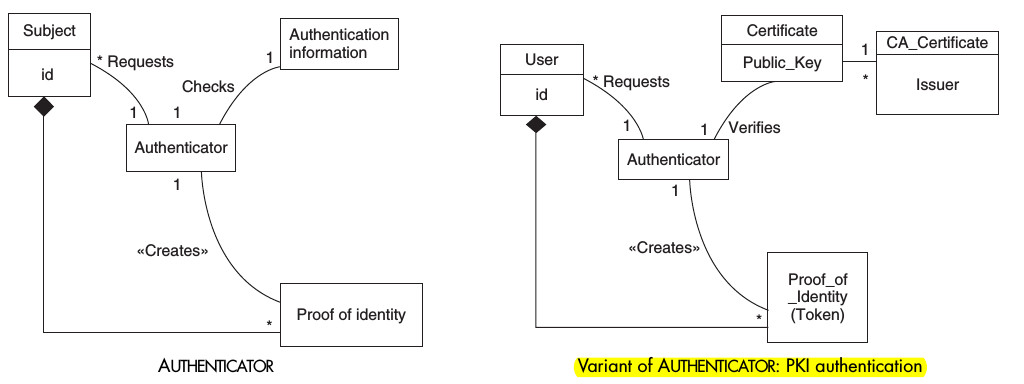 Subject
id
* Requests
1
Authentication
information
1
Checks
1
Authenticator
1
«Creates»
Proof of identity
*
AUTHENTICATOR
User
id
* Requests
1
Certificate
Public_Key
1
*
CA_Certificate
Issuer
1
Verifies
Authenticator
1
«Creates»
Proof_of
_Identity
(Token)
*
Variant of AUTHENTICATOR: PKI authentication